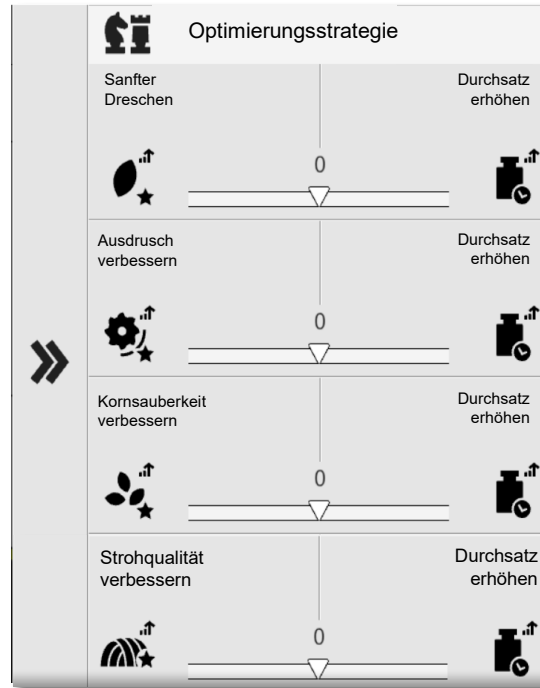 Optimierungsstrategie
Sanfter
Dreschen
Durchsatz
erhöhen
0
Ausdrusch
verbessern
Durchsatz
erhöhen
0
Kornsauberkeit
verbessern
Durchsatz
erhöhen
0
Strohqualität
verbessern
Durchsatz
erhöhen
0